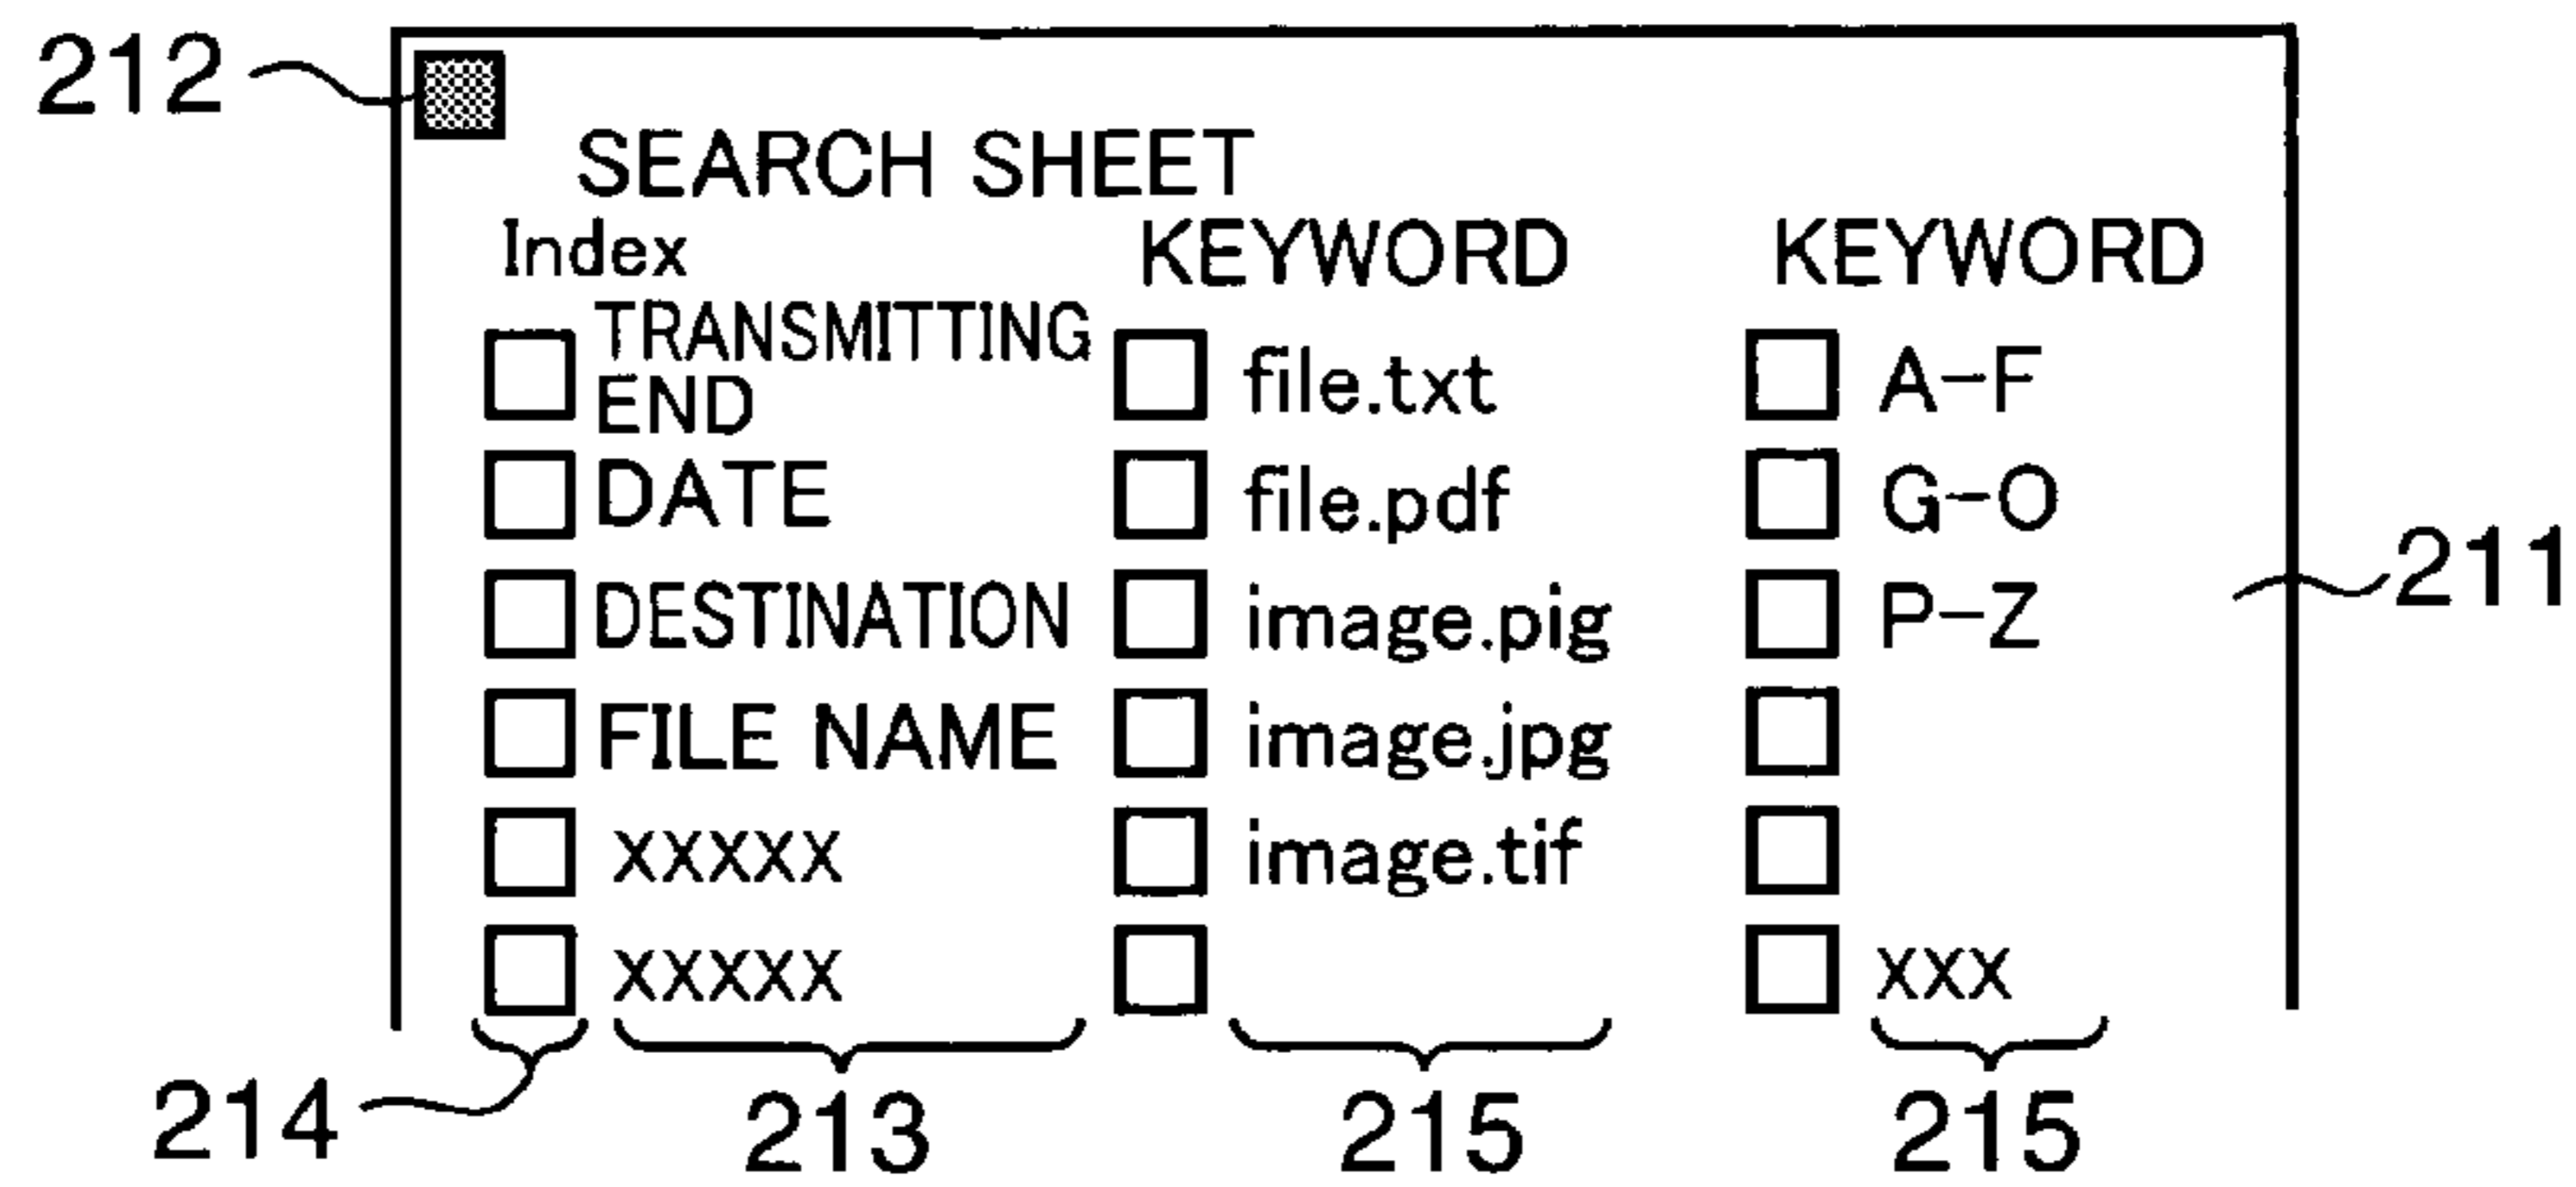 212
SEARCH SHEET
Index KEYWORD KEYWORD
TRANSMITTING
END file.txt A-F
DATE file.pdf G-O
DESTINATION image.pig P-Z
211
FILE NAME image.jpg
xxxxx image.tif
xxxxx xxx
214 213 215 215